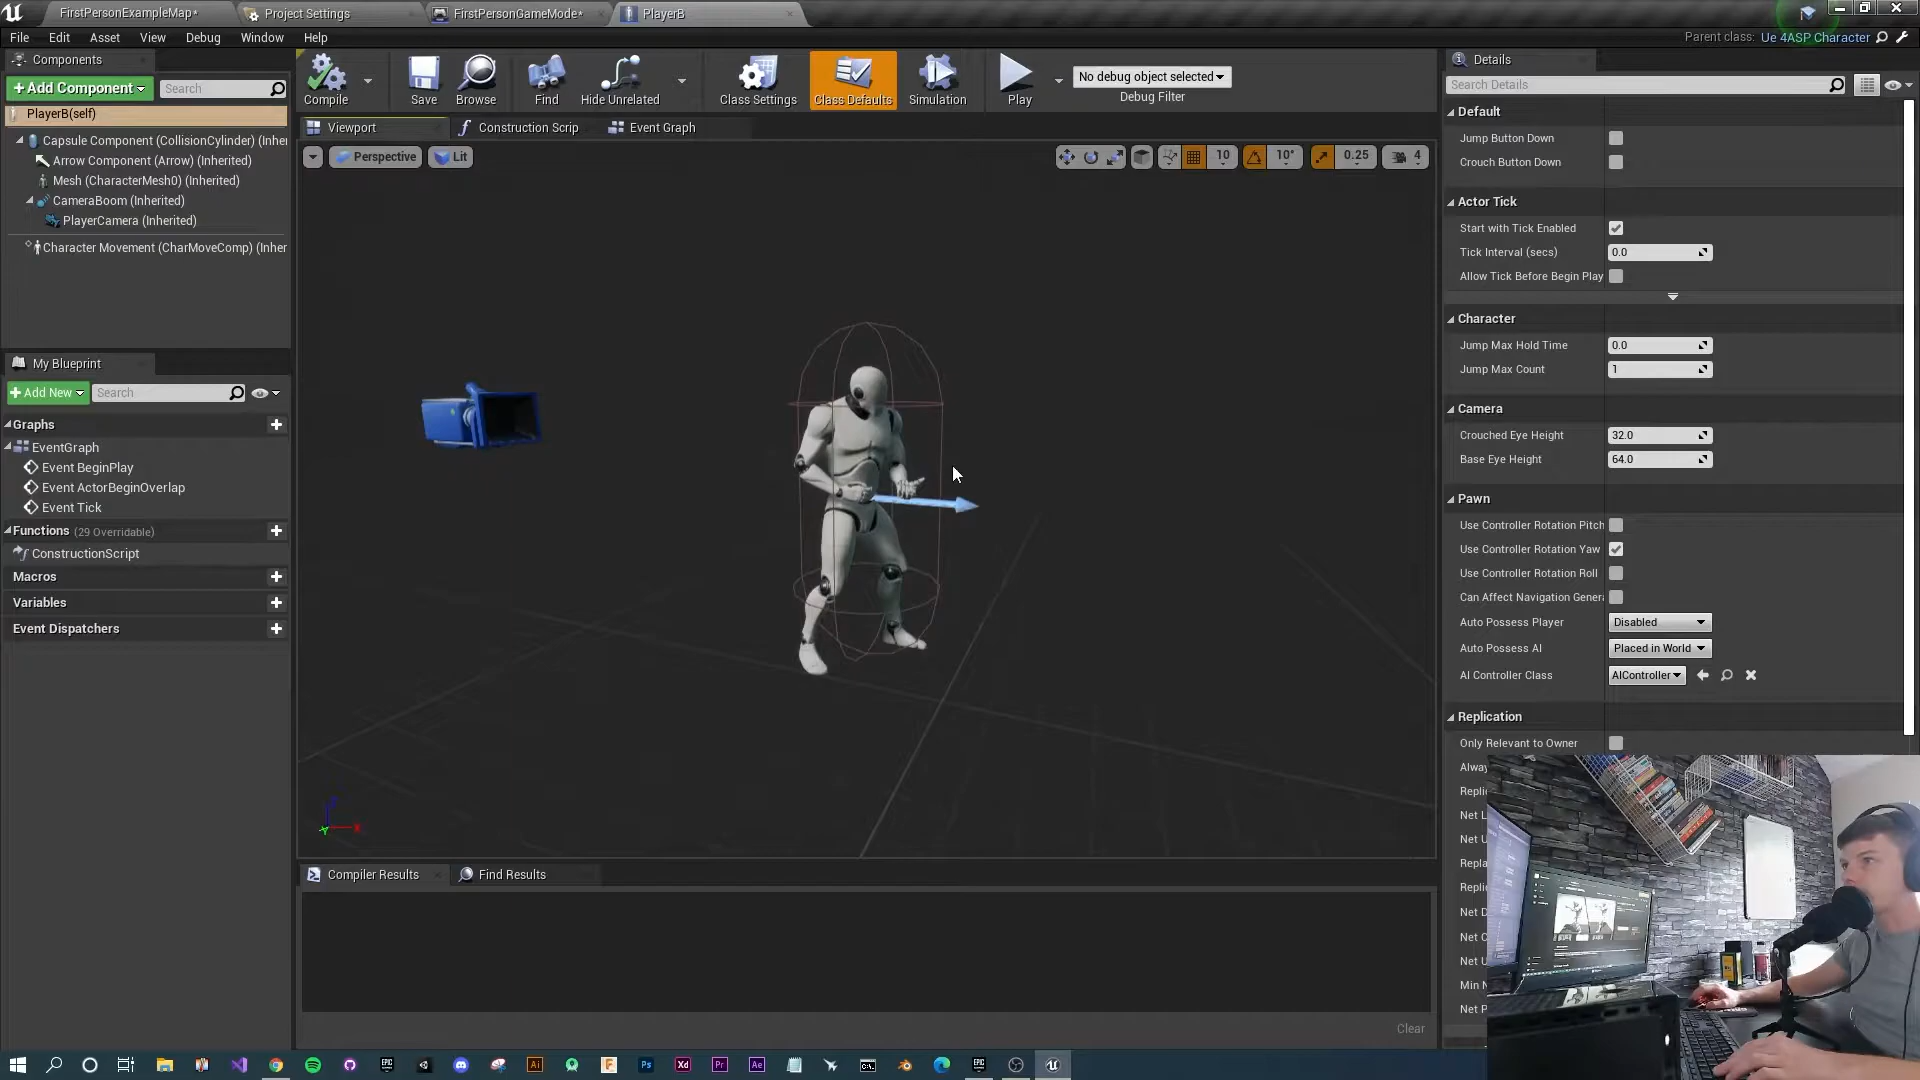 FirstPersonExampleMap*
Project Settings
FirstPersonGameMode*
PlayerB
File Edit Asset View Debug Window Help
Parent class: Ue 4ASP Character
Components
+ Add Component
Search
PlayerB(self)
Capsule Component (CollisionCylinder) (Inher
Arrow Component (Arrow) (Inherited)
Mesh (CharacterMesh0) (Inherited)
CameraBoom (Inherited)
PlayerCamera (Inherited)
Character Movement (CharMoveComp) (Inher
My Blueprint
+ Add New
Search
Graphs
EventGraph
Event BeginPlay
Event ActorBeginOverlap
Event Tick
Functions (29 Overridable)
ConstructionScript
Macros
Variables
Event Dispatchers
Compile
Save
Browse
Find
Hide Unrelated
Class Settings
Class Defaults
Simulation
Play
No debug object selected
Debug Filter
Viewport
Construction Scrip
Event Graph
Perspective
Lit
10
10°
0.25
4
X
Compiler Results
Find Results
Clear
Details
Search Details
Default
Jump Button Down
Crouch Button Down
Actor Tick
Start with Tick Enabled
Tick Interval (secs) 0.0
Allow Tick Before Begin Play
Character
Jump Max Hold Time 0.0
Jump Max Count 1
Camera
Crouched Eye Height 32.0
Base Eye Height 64.0
Pawn
Use Controller Rotation Pitch
Use Controller Rotation Yaw
Use Controller Rotation Roll
Can Affect Navigation Genera
Auto Possess Player Disabled
Auto Possess AI Placed in World
AI Controller Class AIController
Replication
Only Relevant to Owner
Alway
Replic
Net L
Net U
Repla
Replic
Net D
Net C
Net U
Min N
Net P
EPIC
Ai
F
Ps
Xd
Pr
Ae
EPIC